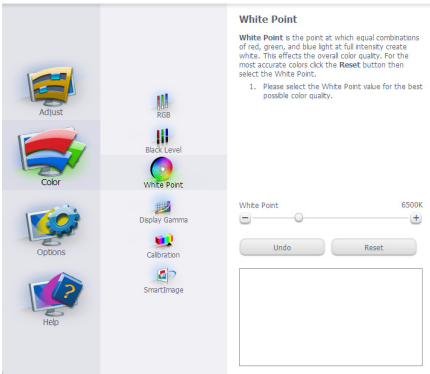 Adjust
Color
Options
Help
RGB
Black Level
White Point
Display Gamma
Calibration
SmartImage
White Point
White Point is the point at which equal combinations
of red, green, and blue light at full intensity create
white. This effects the overall color quality. For the
most accurate colors click the Reset button then
select the White Point.
1. Please select the White Point value for the best
possible color quality.
White Point 6500K
Undo Reset